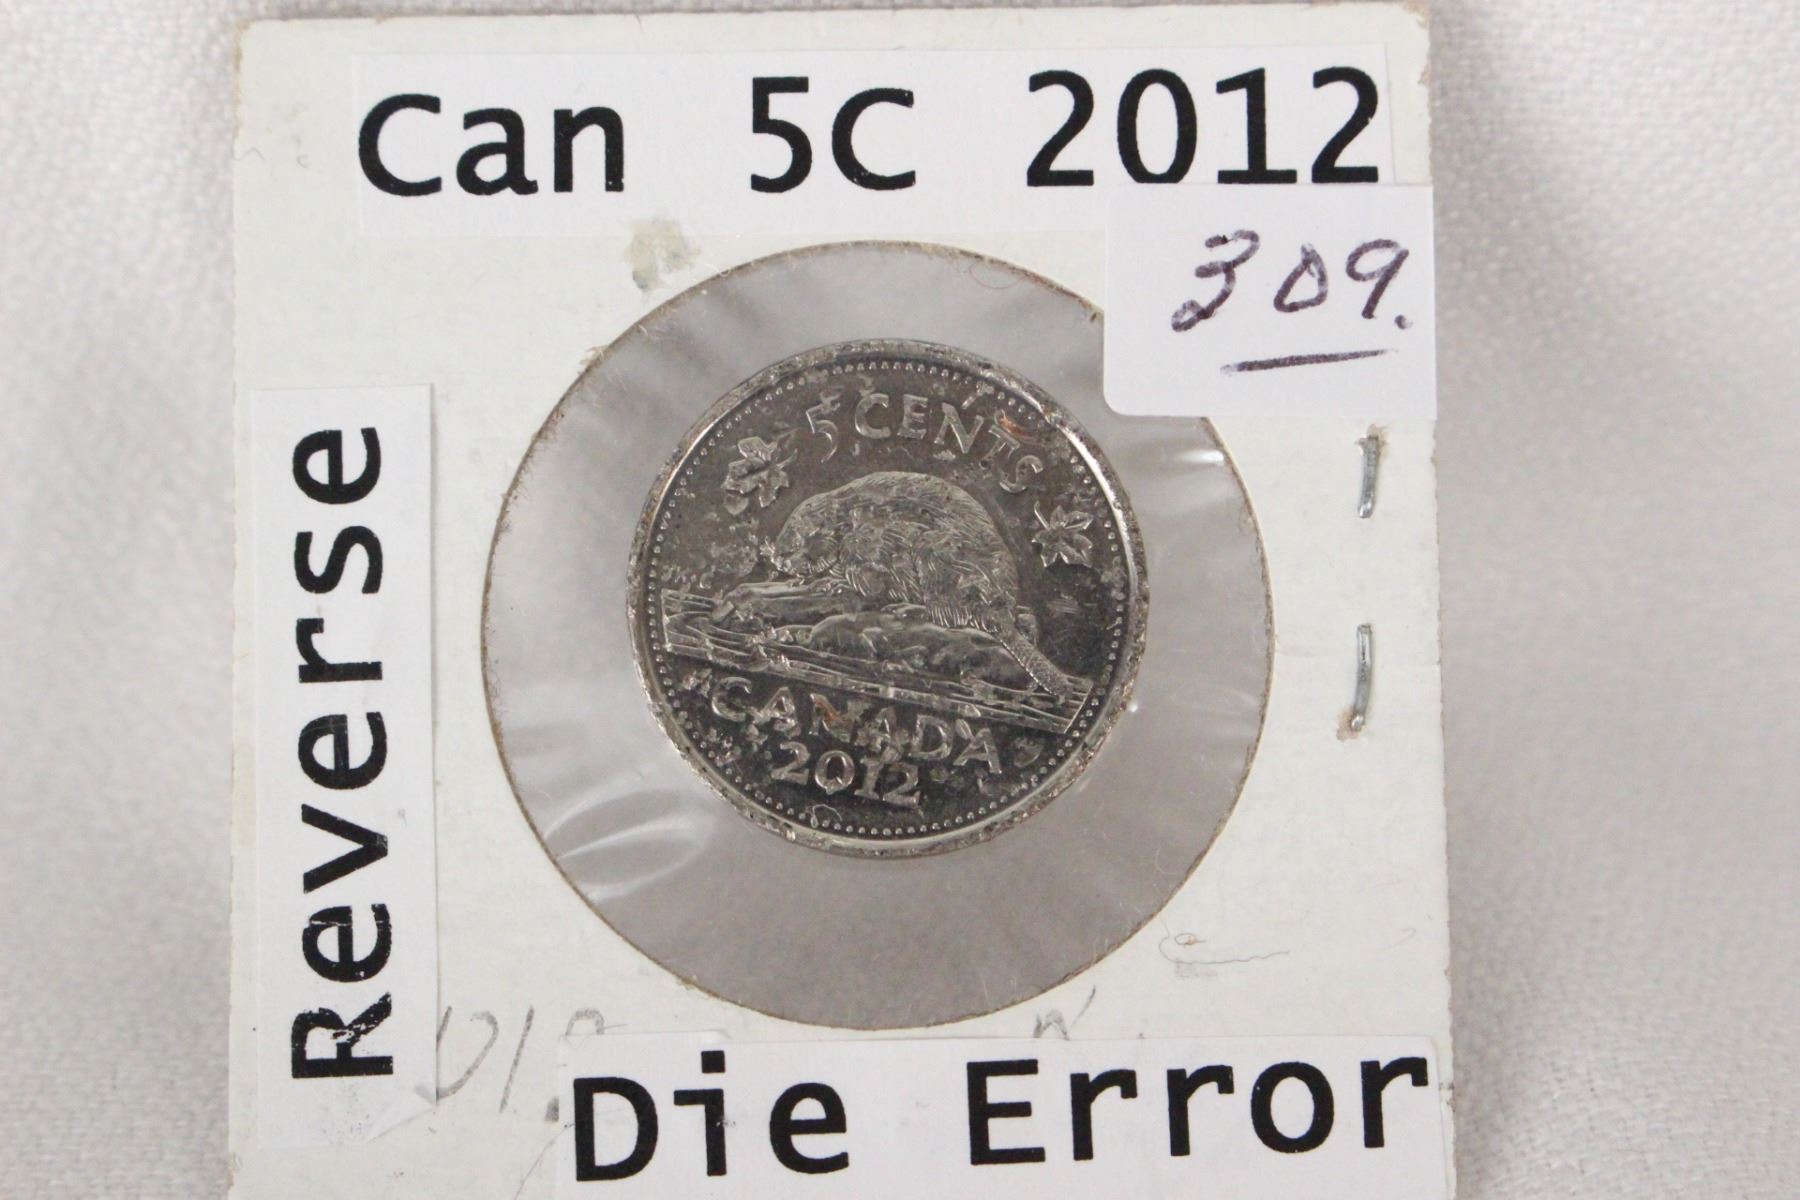 Can 5C 2012
309.
Reverse
5 CENTS
CANADA
2012
Die Error